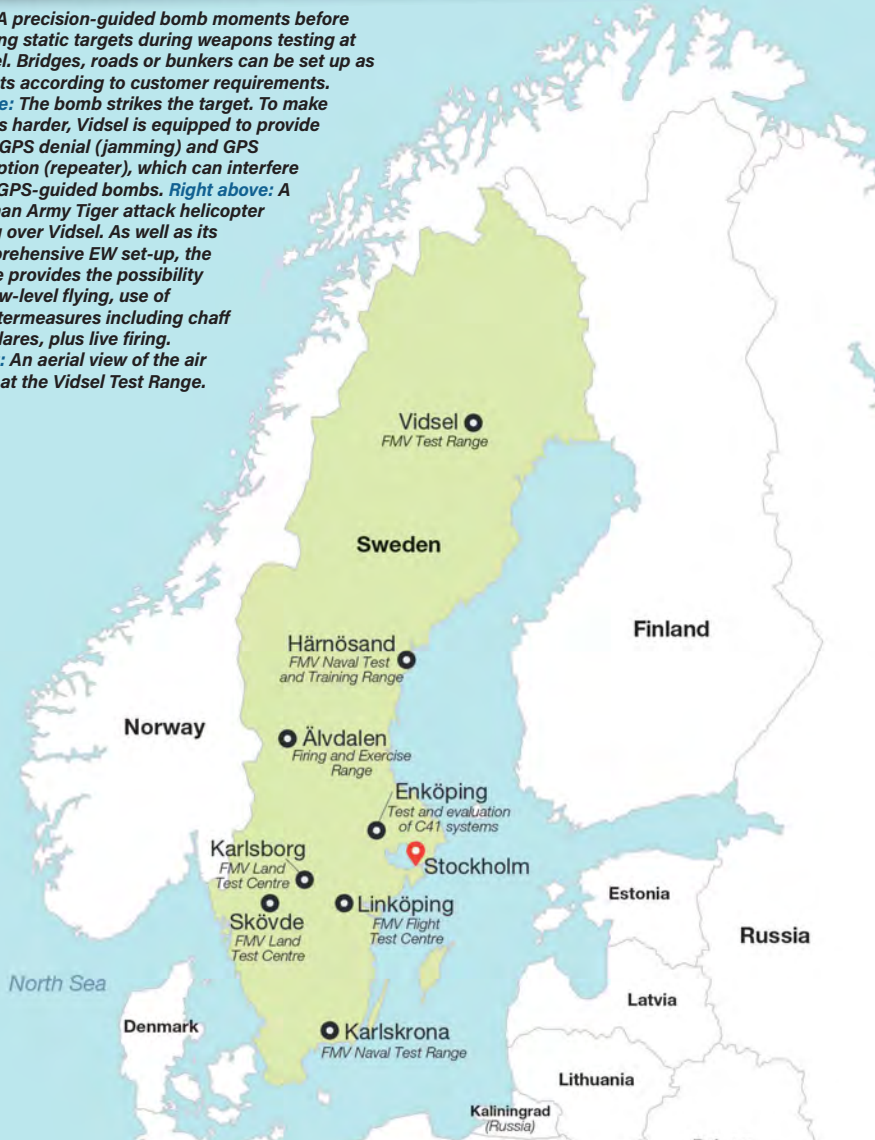 A precision-guided bomb moments before
ng static targets during weapons testing at
el. Bridges, roads or bunkers can be set up as
ts according to customer requirements.
e: The bomb strikes the target. To make
s harder, Vidsel is equipped to provide
GPS denial (jamming) and GPS
ption (repeater), which can interfere
GPS-guided bombs. Right above: A
an Army Tiger attack helicopter
over Vidsel. As well as its
prehensive EW set-up, the
e provides the possibility
w-level flying, use of
termeasures including chaff
lares, plus live firing.
: An aerial view of the air
at the Vidsel Test Range.
Vidsel
FMV Test Range
Sweden
Härnösand
FMV Naval Test
and Training Range
Finland
Norway
Älvdalen
Firing and Exercise
Range
Enköping
Test and evaluation
of C41 systems
Stockholm
Karlsborg
FMV Land
Test Centre
Skövde
FMV Land
Test Centre
Linköping
FMV Flight
Test Centre
Estonia
Russia
North Sea
Latvia
Denmark
Karlskrona
FMV Naval Test Range
Lithuania
Kaliningrad
(Russia)